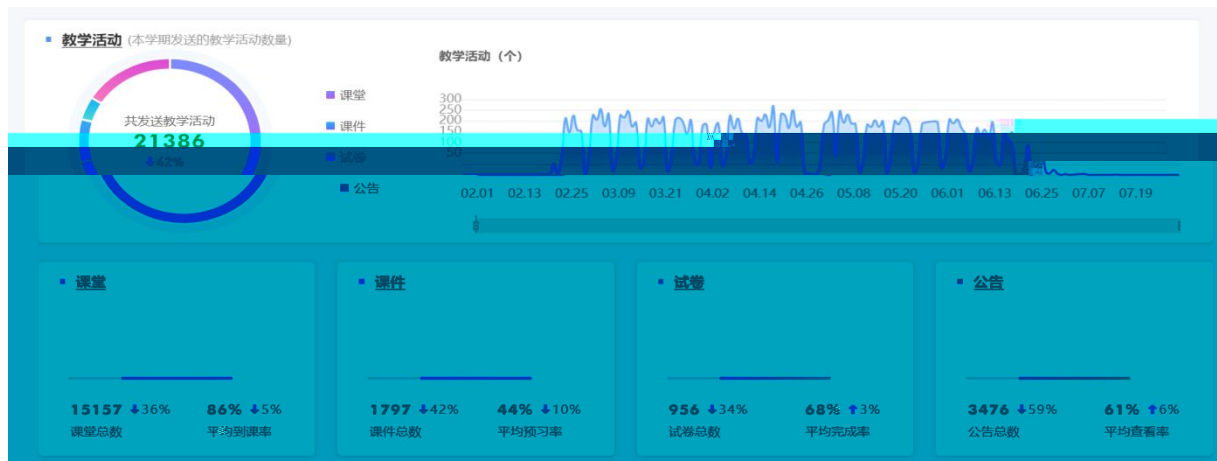 教学活动 (本学期发送的教学活动数量)
教学活动（个）
共发送教学活动
21386
62%
课堂
课件
试卷
公告
300
250
200
150
100
50
02.01 02.13 02.25 03.09 03.21 04.02 04.14 04.26 05.08 05.20 06.01 06.13 06.25 07.07 07.19
课堂
课件
试卷
公告
15157 36% 86% 5%
课堂总数 平均到课率
1797 42% 44% 10%
课件总数 平均预习率
956 34% 68% 3%
试卷总数 平均完成率
3476 59% 61% 6%
公告总数 平均查看率